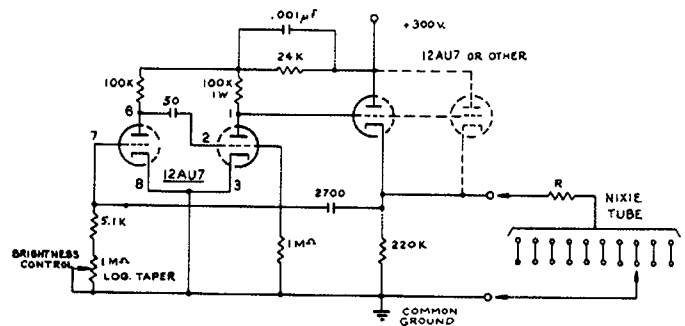 .001µF
+300V.
24K
12AU7 OR OTHER
100K
100K
1W
6
50
1
7
2
12AU7
8
3
2700
R
NIXIE
TUBE
5.1K
BRIGHTNESS
CONTROL
1MΩ
LOG. TAPER
1MΩ
220K
COMMON
GROUND